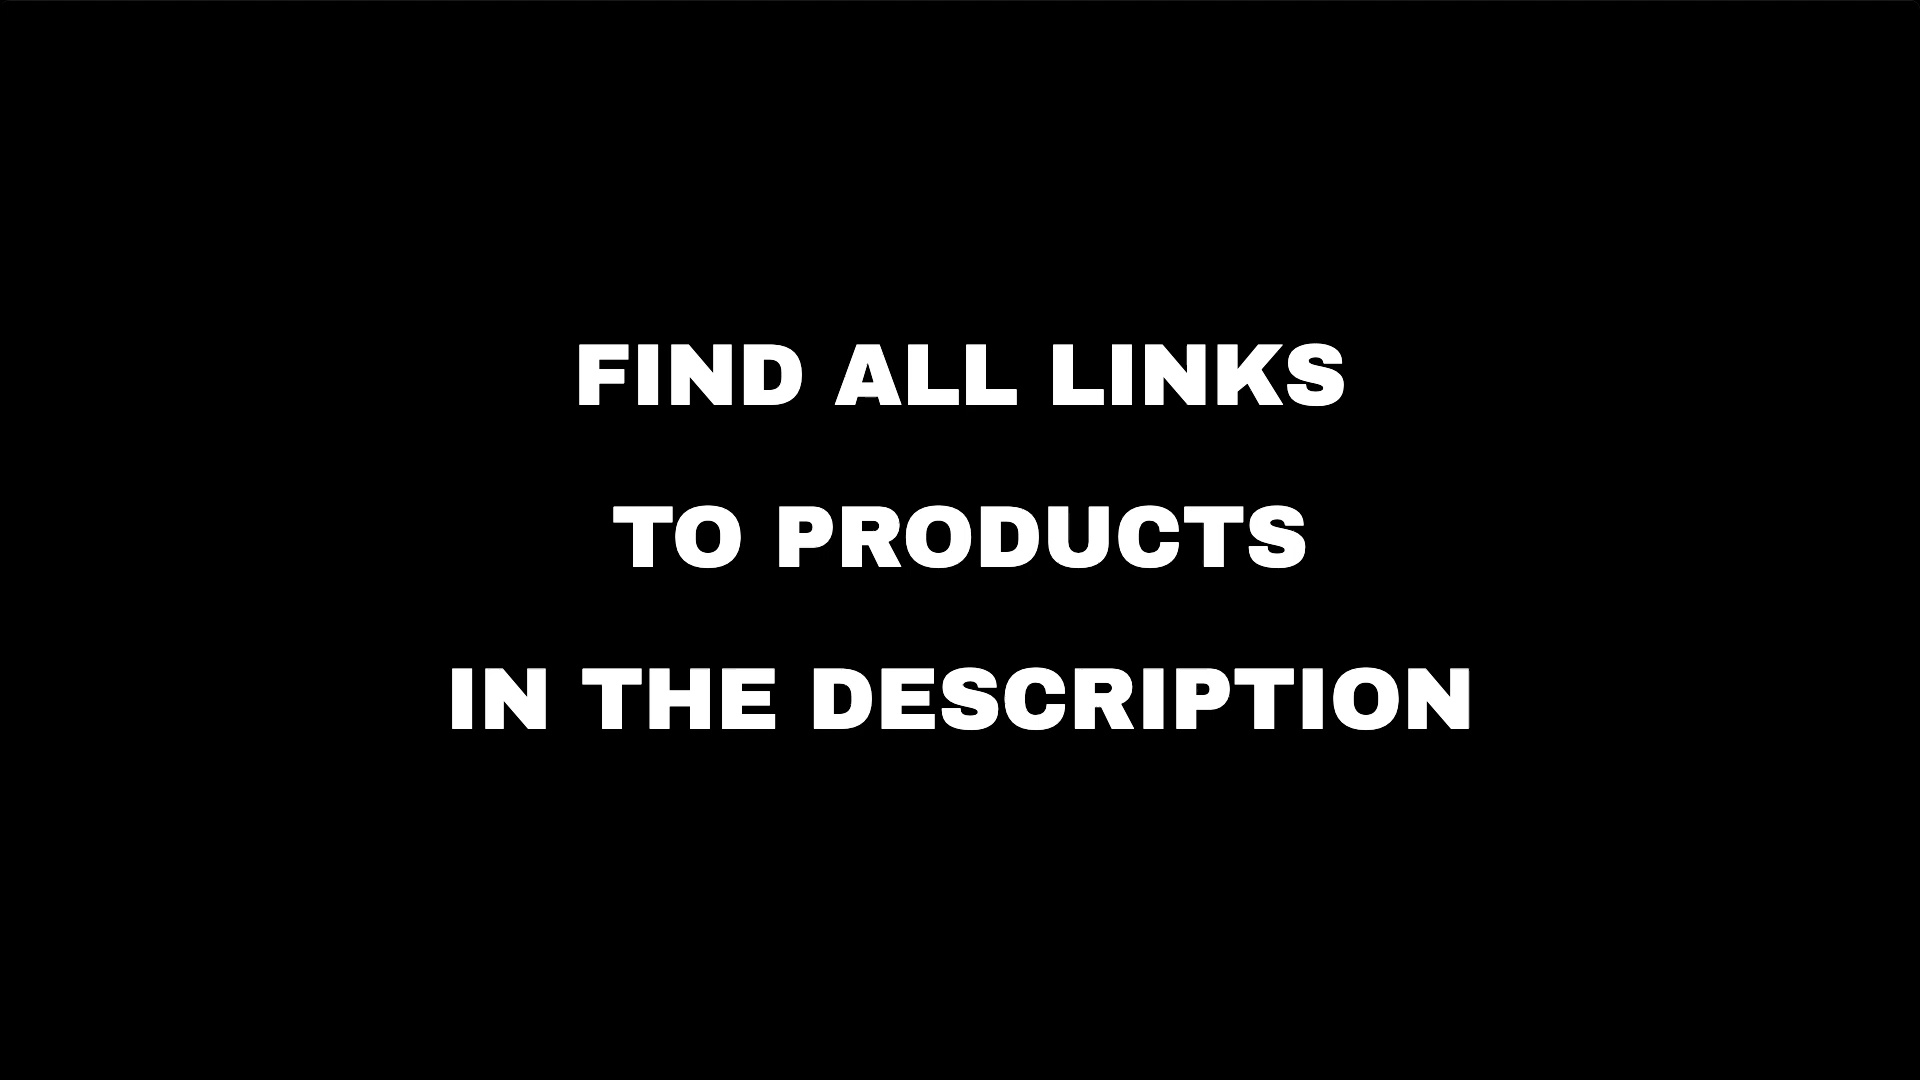 FIND ALL LINKS
TO PRODUCTS
IN THE DESCRIPTION